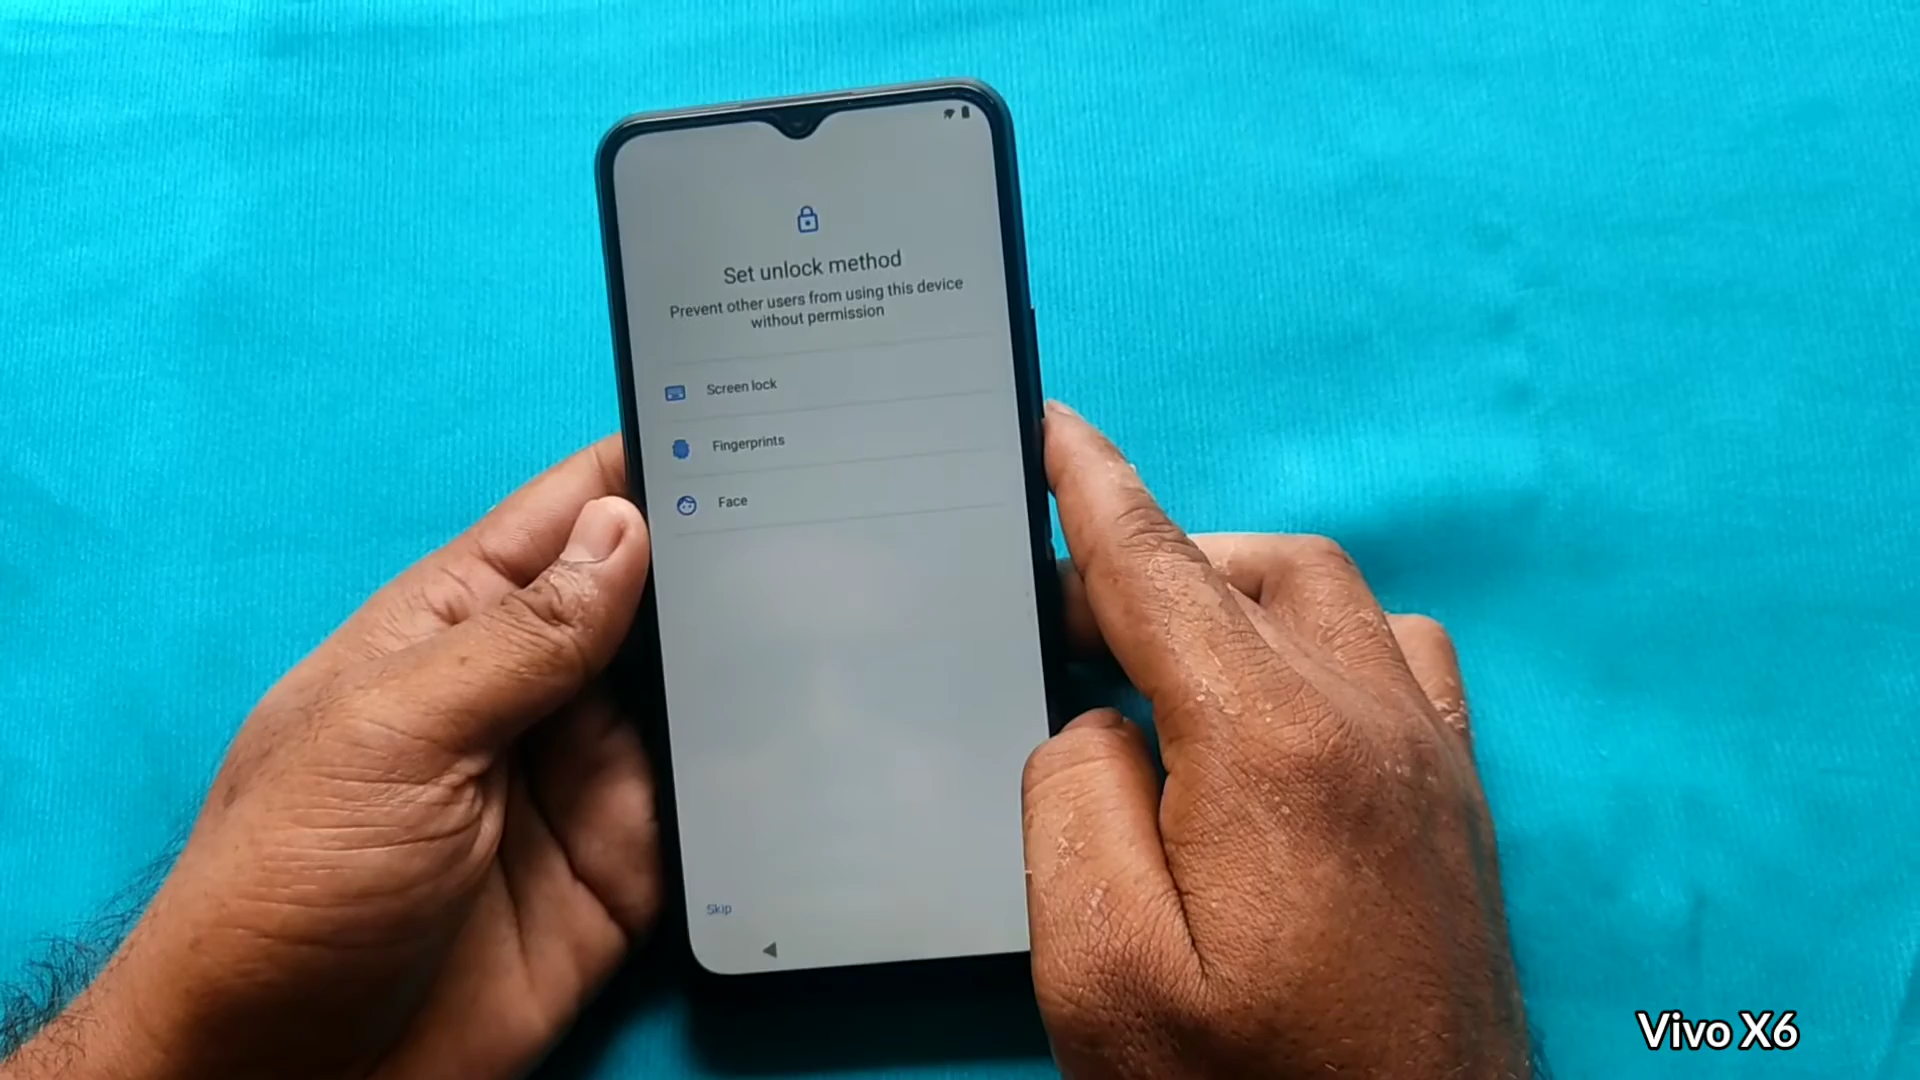 Set unlock method
Prevent other users from using this device
without permission
Screen lock
Fingerprints
Face
Skip
Vivo X6